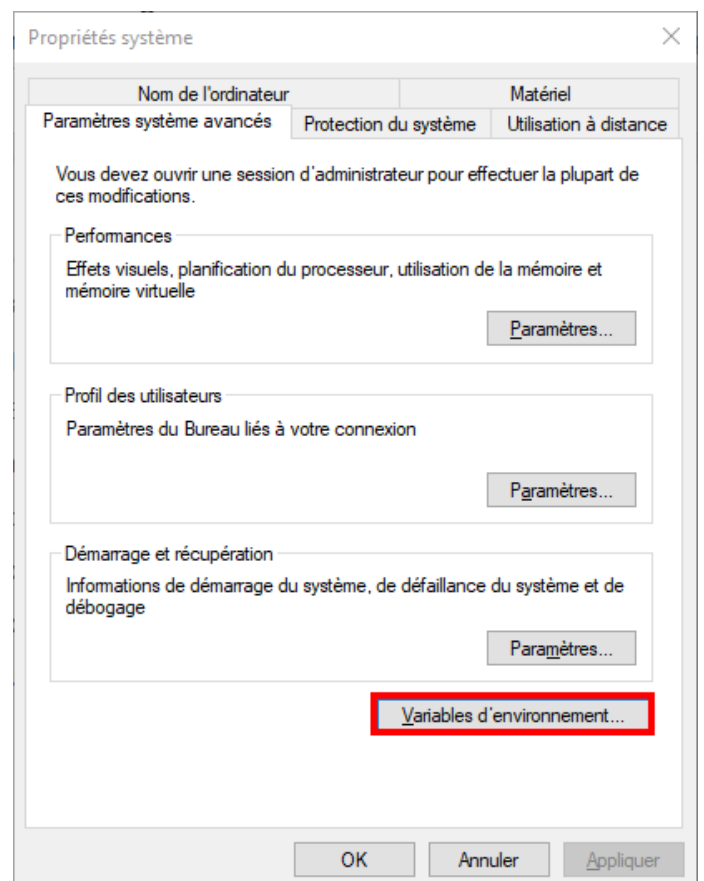 Propriétés système
Nom de l'ordinateur
Matériel
Paramètres système avancés
Protection du système
Utilisation à distance
Vous devez ouvrir une session d'administrateur pour effectuer la plupart de
ces modifications.
Performances
Effets visuels, planification du processeur, utilisation de la mémoire et
mémoire virtuelle
Paramètres...
Profil des utilisateurs
Paramètres du Bureau liés à votre connexion
Paramètres...
Démarrage et récupération
Informations de démarrage du système, de défaillance du système et de
débogage
Paramètres...
Variables d'environnement...
OK
Annuler
Appliquer